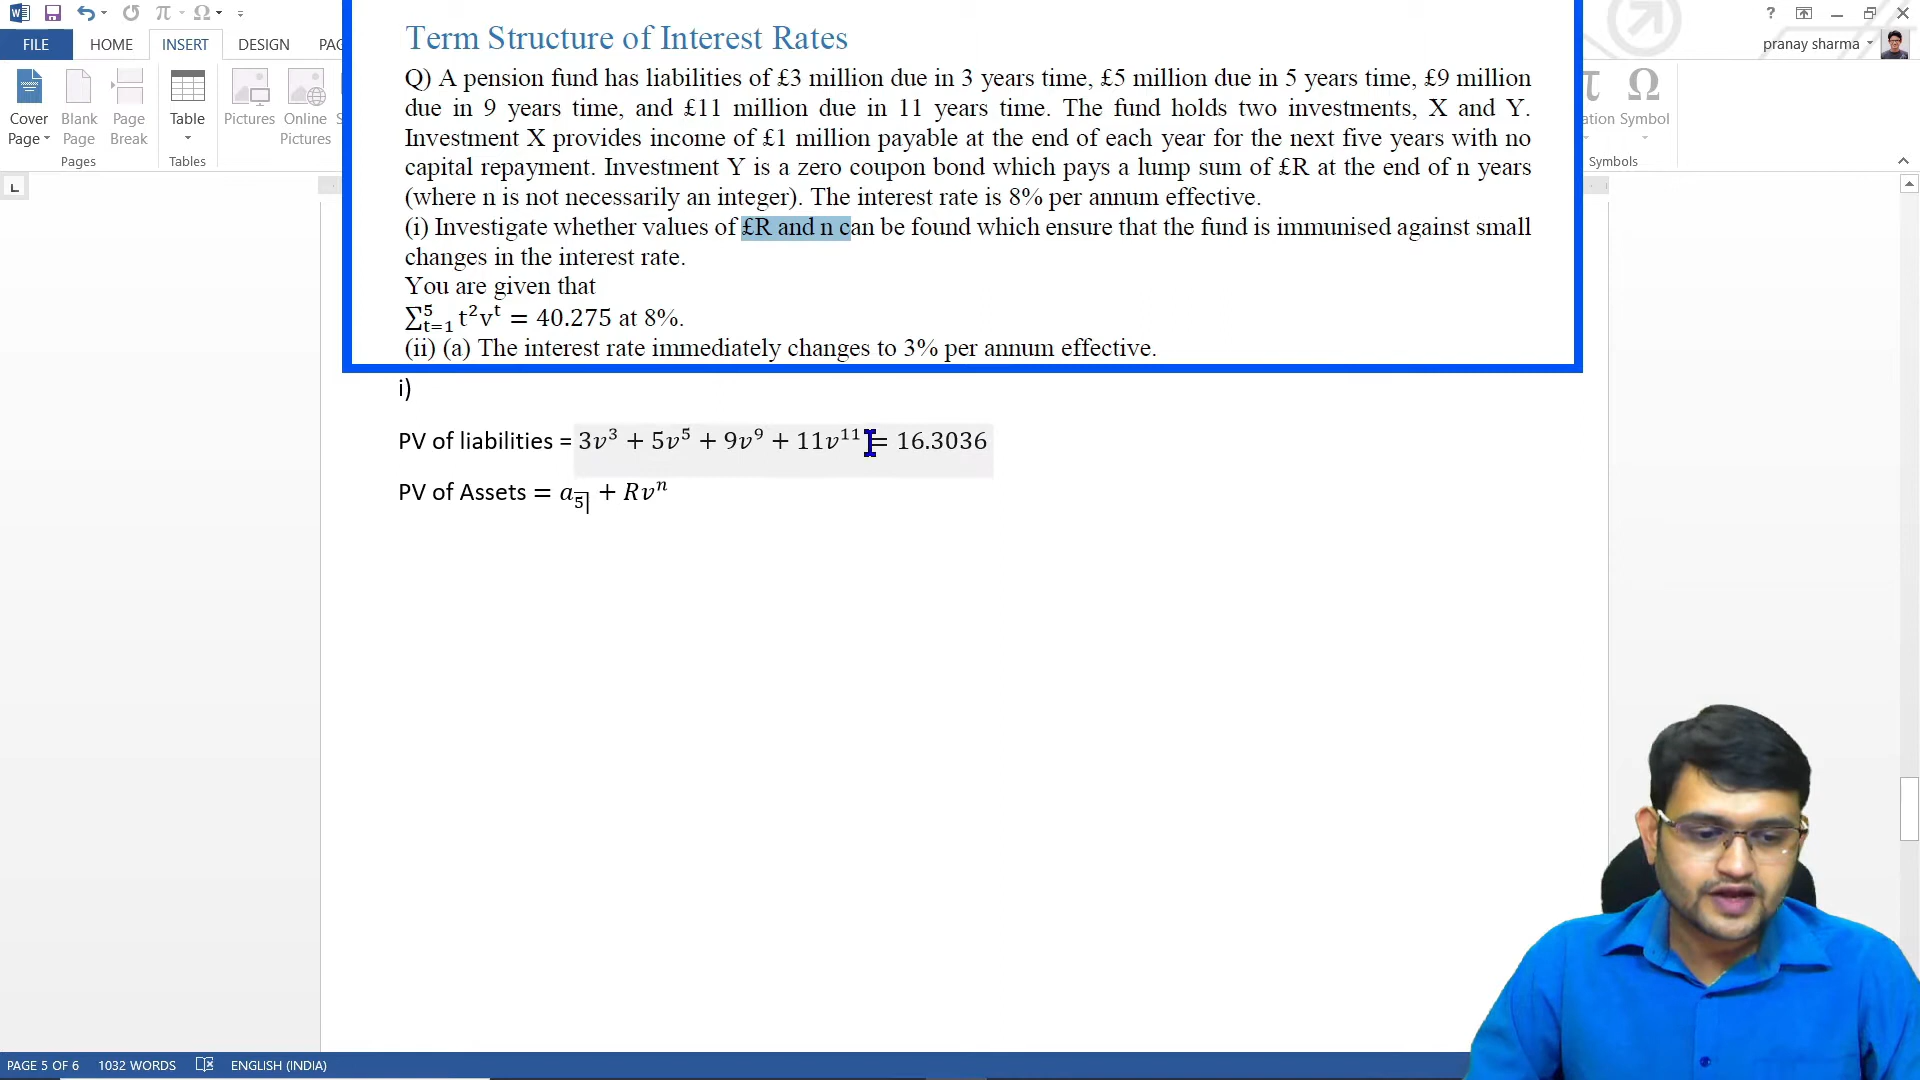 pranay sharma
FILE HOME INSERT DESIGN PAG
Cover Page Blank Page Page Break Table Pictures Online Pictures S ation Symbol
Pages Tables Symbols
Term Structure of Interest Rates
Q) A pension fund has liabilities of £3 million due in 3 years time, £5 million due in 5 years time, £9 million
due in 9 years time, and £11 million due in 11 years time. The fund holds two investments, X and Y.
Investment X provides income of £1 million payable at the end of each year for the next five years with no
capital repayment. Investment Y is a zero coupon bond which pays a lump sum of £R at the end of n years
(where n is not necessarily an integer). The interest rate is 8% per annum effective.
(i) Investigate whether values of £R and n can be found which ensure that the fund is immunised against small
changes in the interest rate.
You are given that
∑⁵ₜ₌₁ t²vᵗ = 40.275 at 8%.
(ii) (a) The interest rate immediately changes to 3% per annum effective.
i)
PV of liabilities = 3v³ + 5v⁵ + 9v⁹ + 11v¹¹ = 16.3036
PV of Assets = a₅̅| + Rvⁿ
PAGE 5 OF 6 1032 WORDS ENGLISH (INDIA)